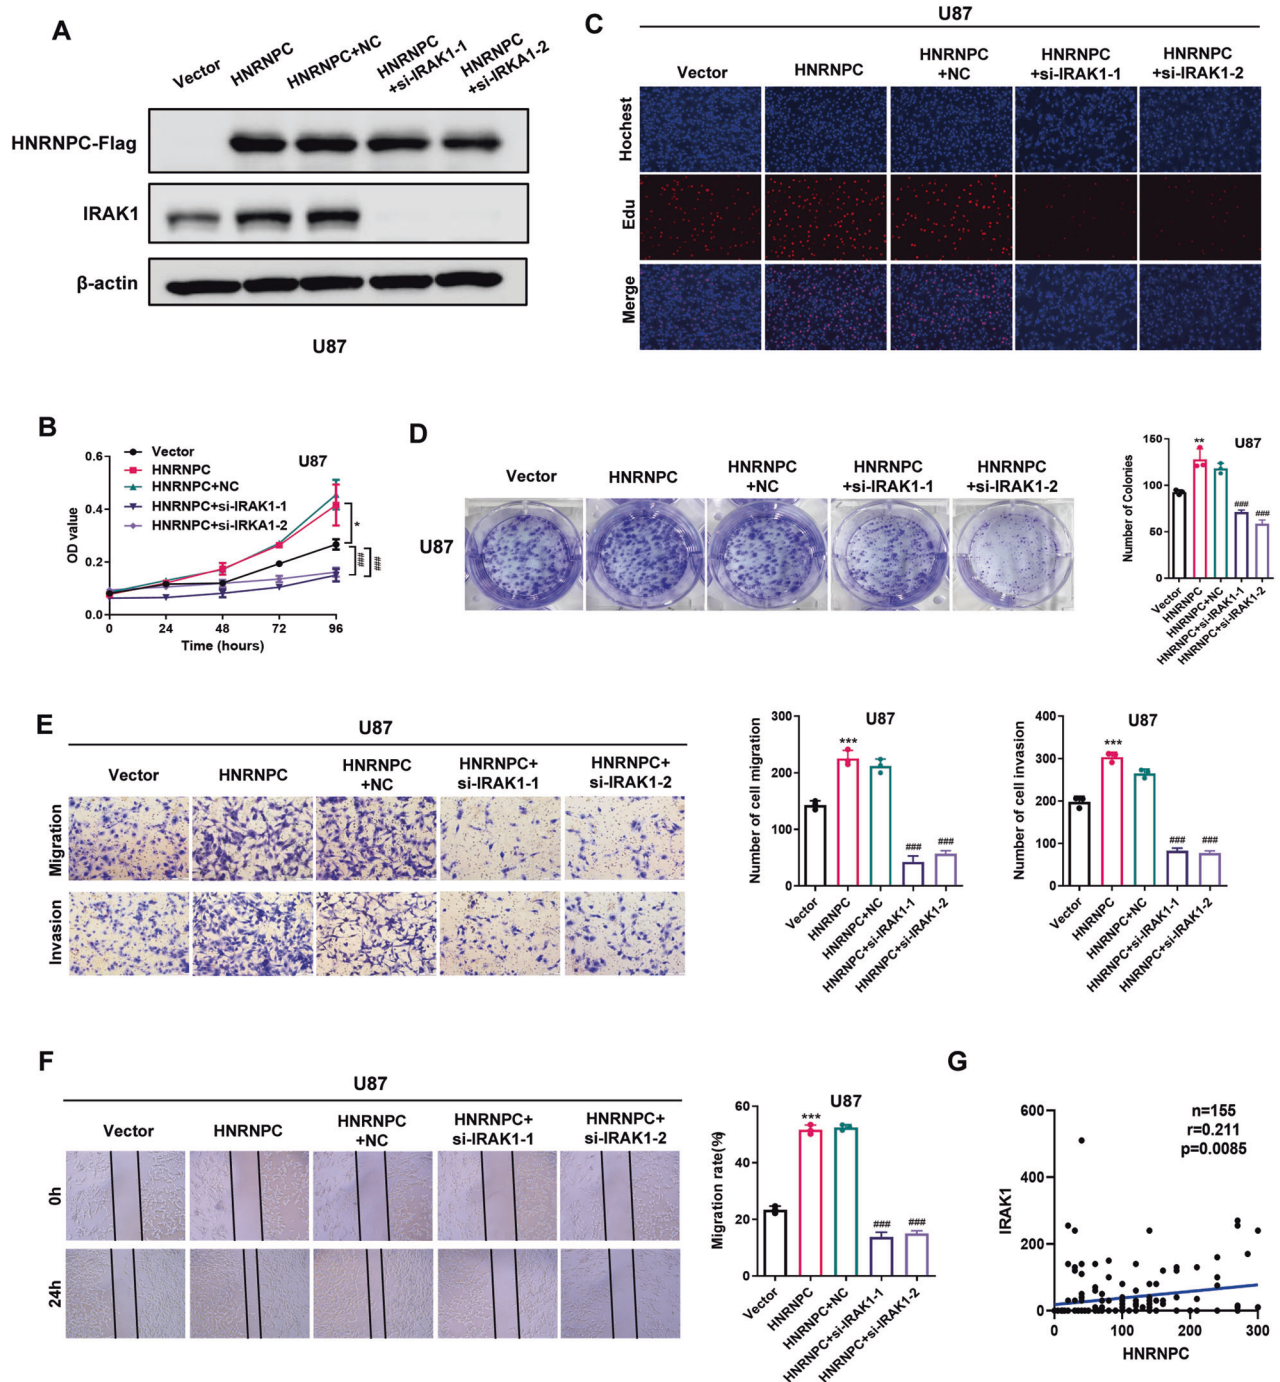 A
Vector
HNRNPC
HNRNPC+NC
HNRNPC
+si-IRAK1-1
HNRNPC
+si-IRKA1-2
HNRNPC-Flag
IRAK1
β-actin
U87
C
U87
Vector
HNRNPC
HNRNPC
+NC
HNRNPC
+si-IRAK1-1
HNRNPC
+si-IRAK1-2
Hochest
Edu
Merge
B
Vector
HNRNPC
HNRNPC+NC
HNRNPC+si-IRAK1-1
HNRNPC+si-IRKA1-2
U87
OD value
0.6
0.4
0.2
0.0
*
###
###
0
24
48
72
96
Time (hours)
D
Vector
HNRNPC
HNRNPC
+NC
HNRNPC
+si-IRAK1-1
HNRNPC
+si-IRAK1-2
U87
U87
Number of Colonies
160
100
50
0
**
###
###
Vector
HNRNPC
HNRNPC+NC
HNRNPC+si-IRAK1-1
HNRNPC+si-IRAK1-2
E
U87
Vector
HNRNPC
HNRNPC
+NC
HNRNPC+
si-IRAK1-1
HNRNPC+
si-IRAK1-2
Migration
Invasion
U87
Number of cell migration
300
200
100
0
***
###
###
Vector
HNRNPC
HNRNPC+NC
HNRNPC+si-IRAK1-1
HNRNPC+si-IRAK1-2
U87
Number of cell invasion
400
300
200
100
0
***
###
###
Vector
HNRNPC
HNRNPC+NC
HNRNPC+si-IRAK1-1
HNRNPC+si-IRAK1-2
F
U87
Vector
HNRNPC
HNRNPC
+NC
HNRNPC+
si-IRAK1-1
HNRNPC+
si-IRAK1-2
0h
24h
U87
Migration rate(%)
60
40
20
0
***
###
###
Vector
HNRNPC
HNRNPC+NC
HNRNPC+si-IRAK1-1
HNRNPC+si-IRAK1-2
G
n=155
r=0.211
p=0.0085
IRAK1
600
400
200
0
0
100
200
300
HNRNPC